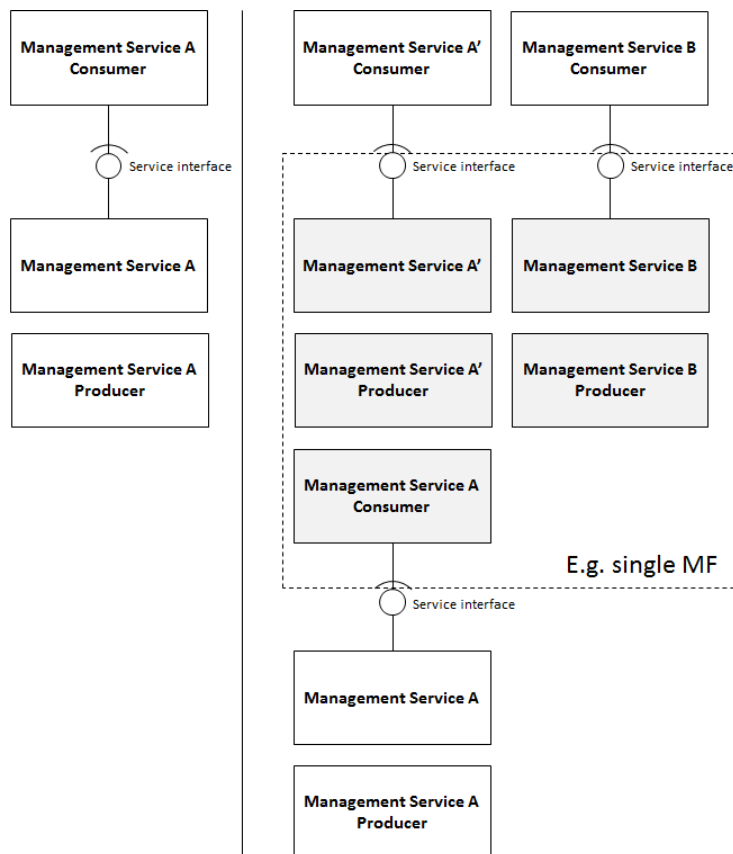 Management Service A
Consumer
Service interface
Management Service A
Management Service A
Producer
Management Service A’
Consumer
Management Service B
Consumer
Service interface
Service interface
Management Service A’
Management Service B
Management Service A’
Producer
Management Service B
Producer
Management Service A
Consumer
E.g. single MF
Service interface
Management Service A
Management Service A
Producer